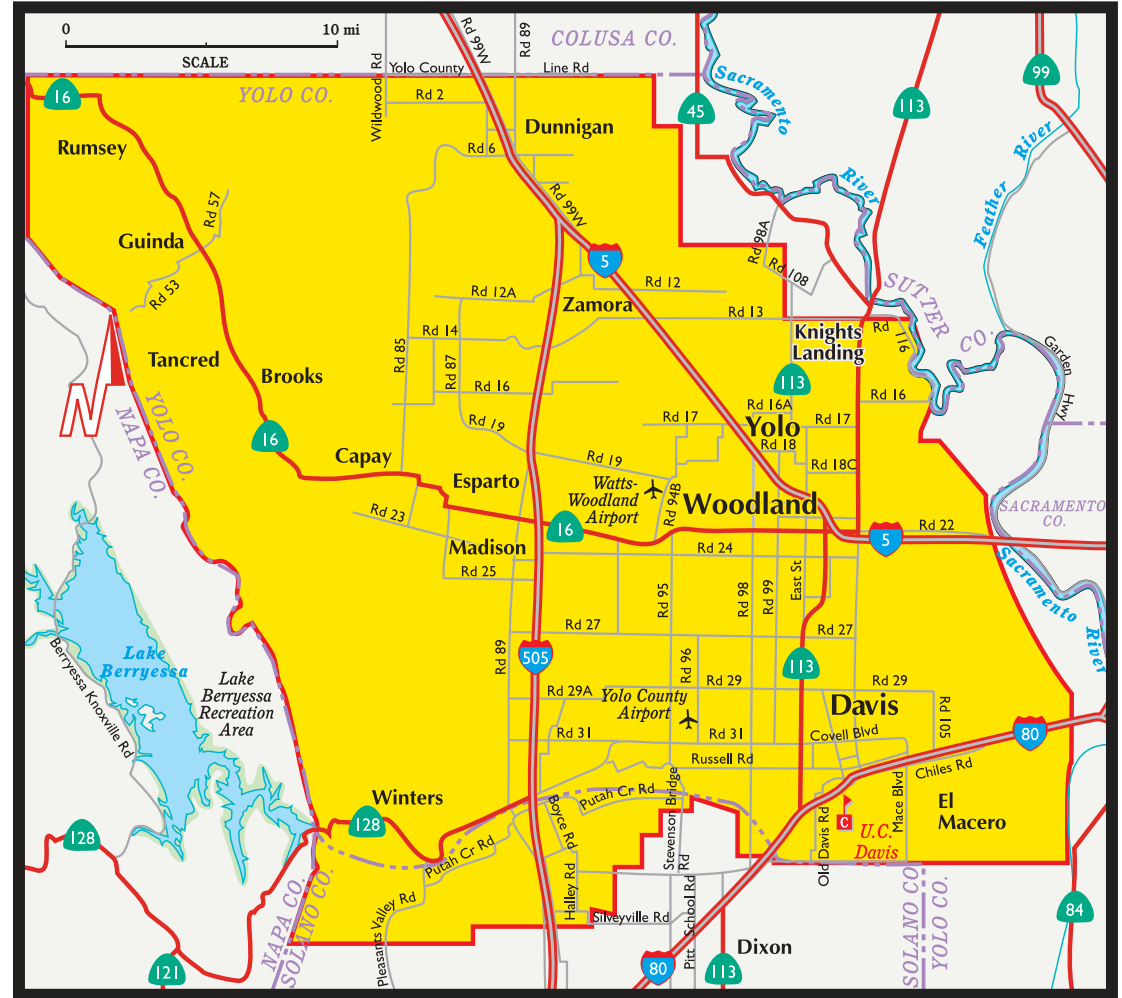 0
10 mi
SCALE
COLUSA CO.
Rd 99W
Rd 89
Wildwood Rd
Yolo County
Line Rd
YOLO CO.
16
Rumsey
Rd 2
Dunnigan
Rd 6
Rd 99W
45
Sacramento
River
113
99
River
Feather
Rd 57
Guinda
Rd 53
5
Rd 98A
Rd 108
Rd 12
Rd 12A
Zamora
Rd 13
SUTTER
CO.
Rd 14
Rd 85
Rd 87
Knights
Landing
Rd
116
Garden
Hwy
N
Tancred
Brooks
YOLO CO.
NAPA CO.
113
Rd 16
Rd 16
Rd 16A
16
Rd 19
Rd 17
Yolo
Rd 17
Rd 18
Capay
Rd 19
Rd 18C
Esparto
Watts-
Woodland
Airport
Rd 94B
Woodland
SACRAMENTO
CO.
Rd 23
16
Rd 22
5
Madison
Rd 24
Rd 25
Sacramento
River
Rd 95
Rd 98
Rd 99
East St
Rd 27
Rd 27
Lake
Berryessa
Berryessa Knoxville Rd
Lake
Berryessa
Recreation
Area
505
Rd 89
Rd 96
113
Rd 29A
Yolo County
Airport
Rd 29
Rd 29
Davis
Rd 105
Rd 31
Rd 31
Covell Blvd
80
Russell Rd
Chiles Rd
Winters
128
128
Putah Cr Rd
Putah Cr Rd
Boyce Rd
Stevenson Bridge
Rd
Mace Blvd
El
Macero
C
U.C.
Davis
Old Davis Rd
Pleasants Valley Rd
Halley Rd
Silveyville Rd
Pitt School Rd
Dixon
84
NAPA CO.
SOLANO CO.
SOLANO CO.
YOLO CO.
121
80
113